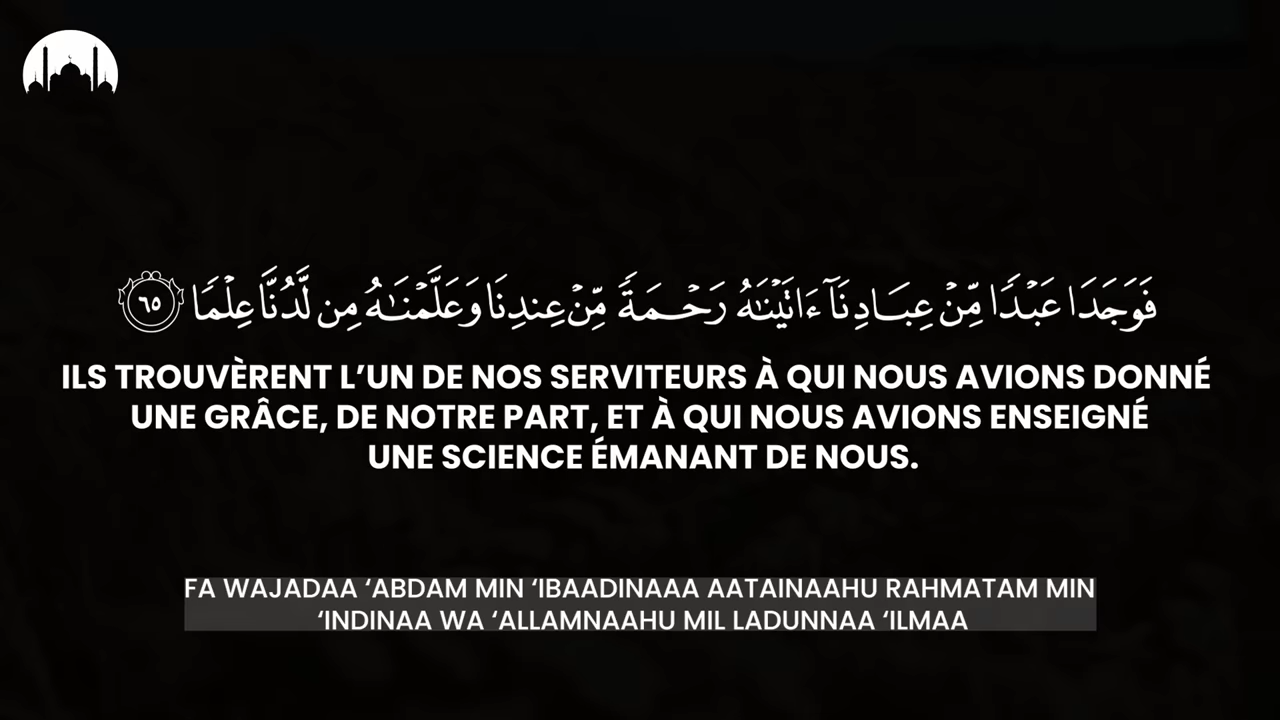 فَوَجَدَا عَبْدًا مِّنْ عِبَادِنَآ ءَاتَيْنَٰهُ رَحْمَةً مِّنْ عِندِنَا وَعَلَّمْنَٰهُ مِن لَّدُنَّا عِلْمًا ٦٥
ILS TROUVÈRENT L’UN DE NOS SERVITEURS À QUI NOUS AVIONS DONNÉ
UNE GRÂCE, DE NOTRE PART, ET À QUI NOUS AVIONS ENSEIGNÉ
UNE SCIENCE ÉMANANT DE NOUS.
FA WAJADAA ‘ABDAM MIN ‘IBAADINAAA AATAINAAHU RAHMATAM MIN
‘INDINAA WA ‘ALLAMNAAHU MIL LADUNNAA ‘ILMAA